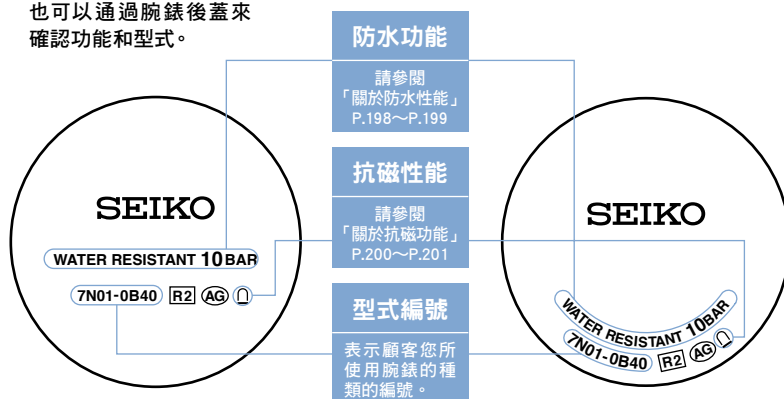 也可以通過腕錶後蓋來
確認功能和型式。
防水功能
請參閱
「關於防水性能」
P.198～P.199
抗磁性能
請參閱
「關於抗磁功能」
P.200～P.201
型式編號
表示顧客您所
使用腕錶的種
類的編號。
SEIKO
WATER RESISTANT 10BAR
7N01-0B40 R2 AG
SEIKO
WATER RESISTANT 10BAR
7N01-0B40 R2 AG